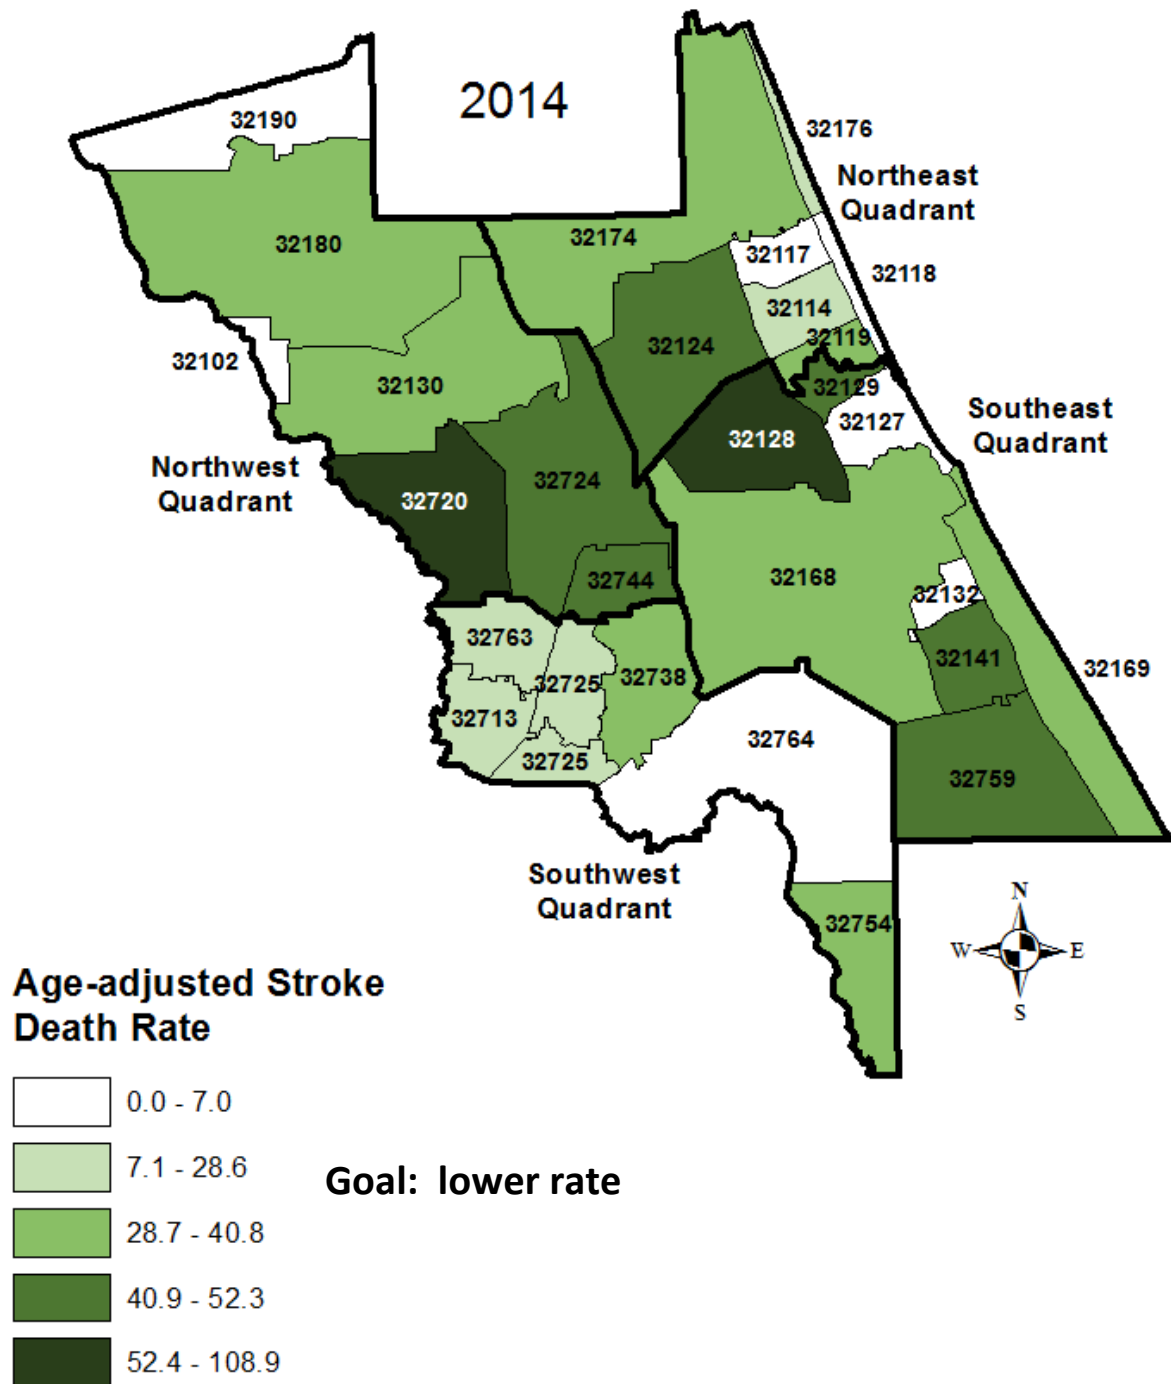 2014
32190
32176
Northeast
Quadrant
32180
32174
32117
32118
32114
32119
32124
32102
32130
32129
32127
Southeast
Quadrant
32128
Northwest
Quadrant
32724
32720
32744
32168
32132
32763
32141
32169
32725
32738
32713
32764
32725
32759
Southwest
Quadrant
32754
N
W
E
S
Age-adjusted Stroke
Death Rate
0.0 - 7.0
7.1 - 28.6
Goal: lower rate
28.7 - 40.8
40.9 - 52.3
52.4 - 108.9